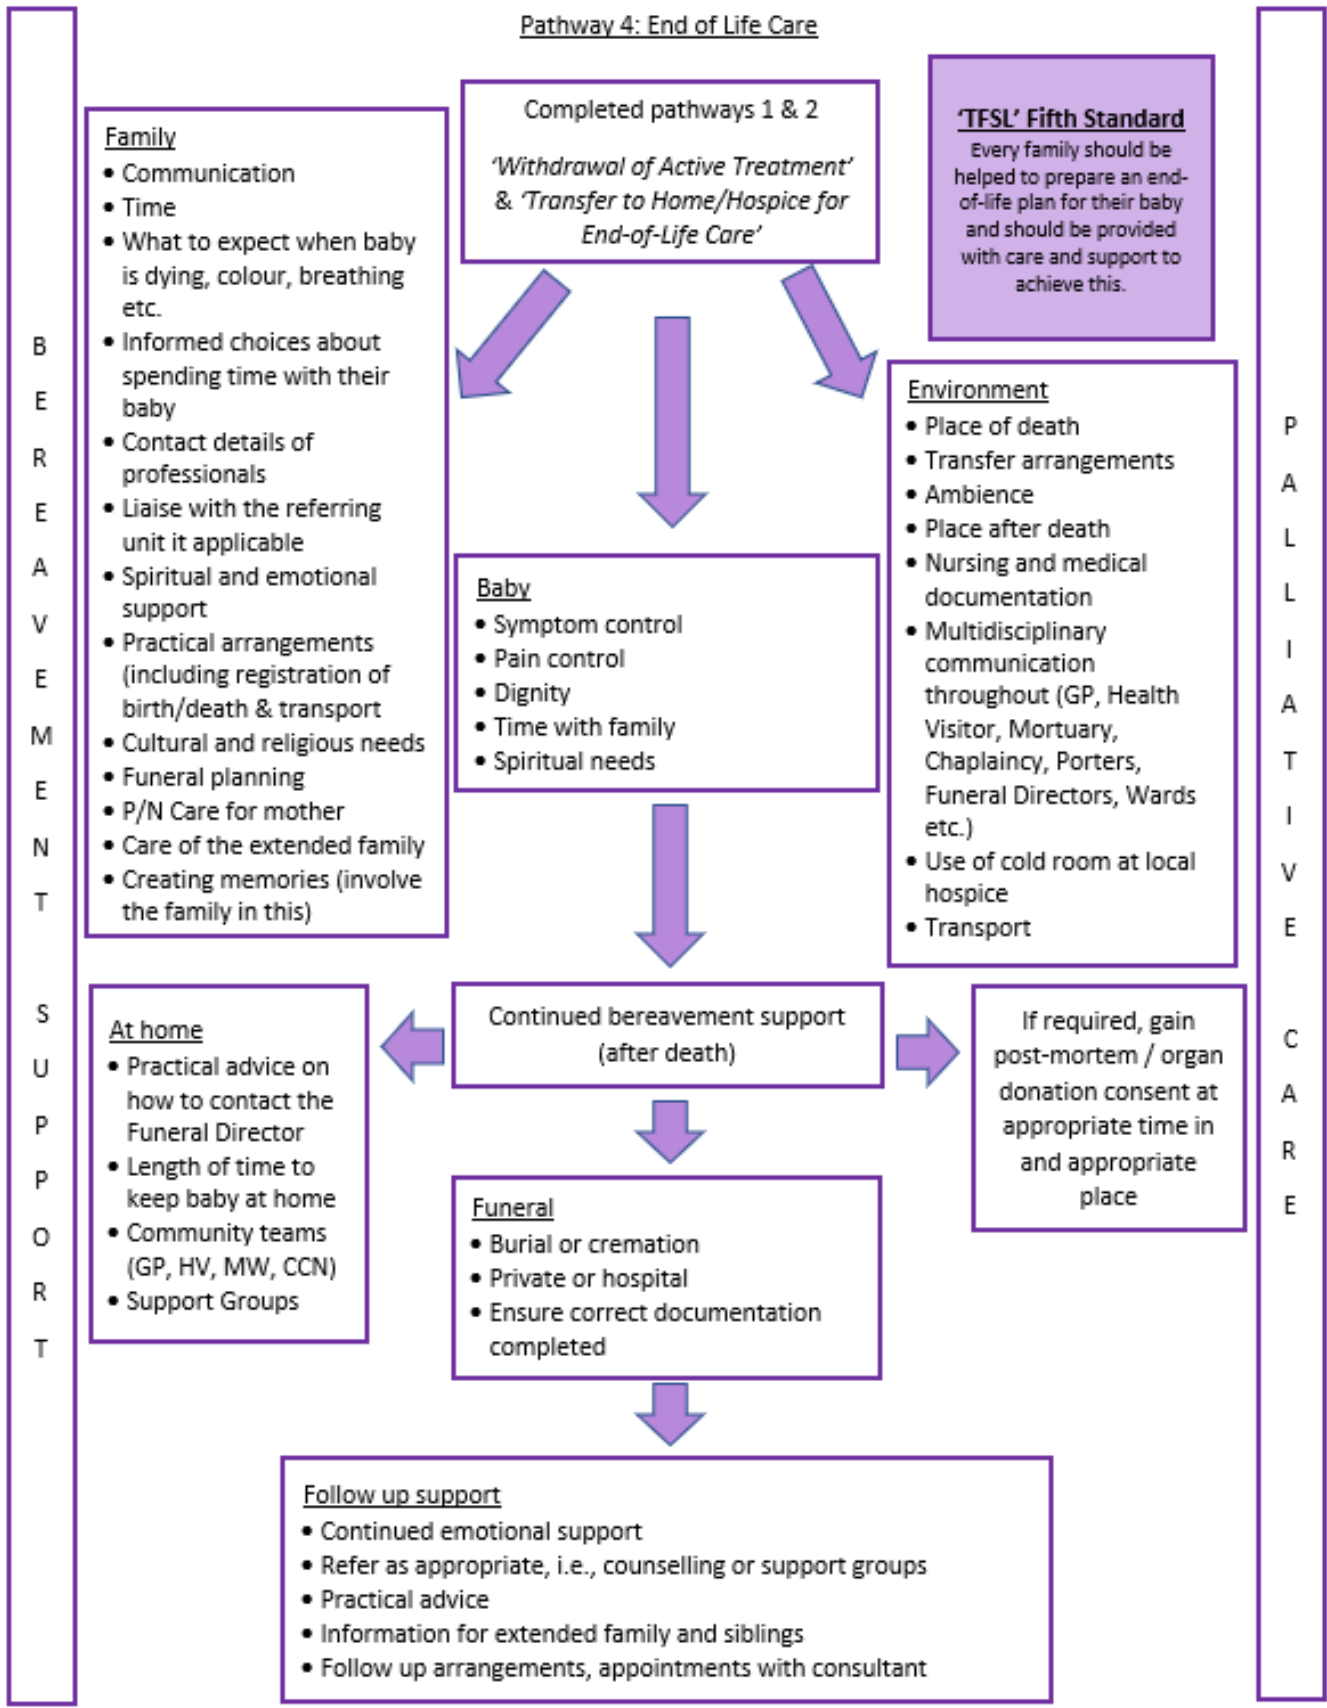 Pathway 4: End of Life Care
Completed pathways 1 & 2
‘Withdrawal of Active Treatment’
& ‘Transfer to Home/Hospice for
End-of-Life Care’
‘TFSL’ Fifth Standard
Every family should be
helped to prepare an end-
of-life plan for their baby
and should be provided
with care and support to
achieve this.
Family
• Communication
• Time
• What to expect when baby
is dying, colour, breathing
etc.
• Informed choices about
spending time with their
baby
• Contact details of
professionals
• Liaise with the referring
unit it applicable
• Spiritual and emotional
support
• Practical arrangements
(including registration of
birth/death & transport
• Cultural and religious needs
• Funeral planning
• P/N Care for mother
• Care of the extended family
• Creating memories (involve
the family in this)
Baby
• Symptom control
• Pain control
• Dignity
• Time with family
• Spiritual needs
Environment
• Place of death
• Transfer arrangements
• Ambience
• Place after death
• Nursing and medical
documentation
• Multidisciplinary
communication
throughout (GP, Health
Visitor, Mortuary,
Chaplaincy, Porters,
Funeral Directors, Wards
etc.)
• Use of cold room at local
hospice
• Transport
At home
• Practical advice on
how to contact the
Funeral Director
• Length of time to
keep baby at home
• Community teams
(GP, HV, MW, CCN)
• Support Groups
Continued bereavement support
(after death)
If required, gain
post-mortem / organ
donation consent at
appropriate time in
and appropriate
place
Funeral
• Burial or cremation
• Private or hospital
• Ensure correct documentation
completed
Follow up support
• Continued emotional support
• Refer as appropriate, i.e., counselling or support groups
• Practical advice
• Information for extended family and siblings
• Follow up arrangements, appointments with consultant
BEREAVEMENT SUPPORT
PALLIATIVE CARE